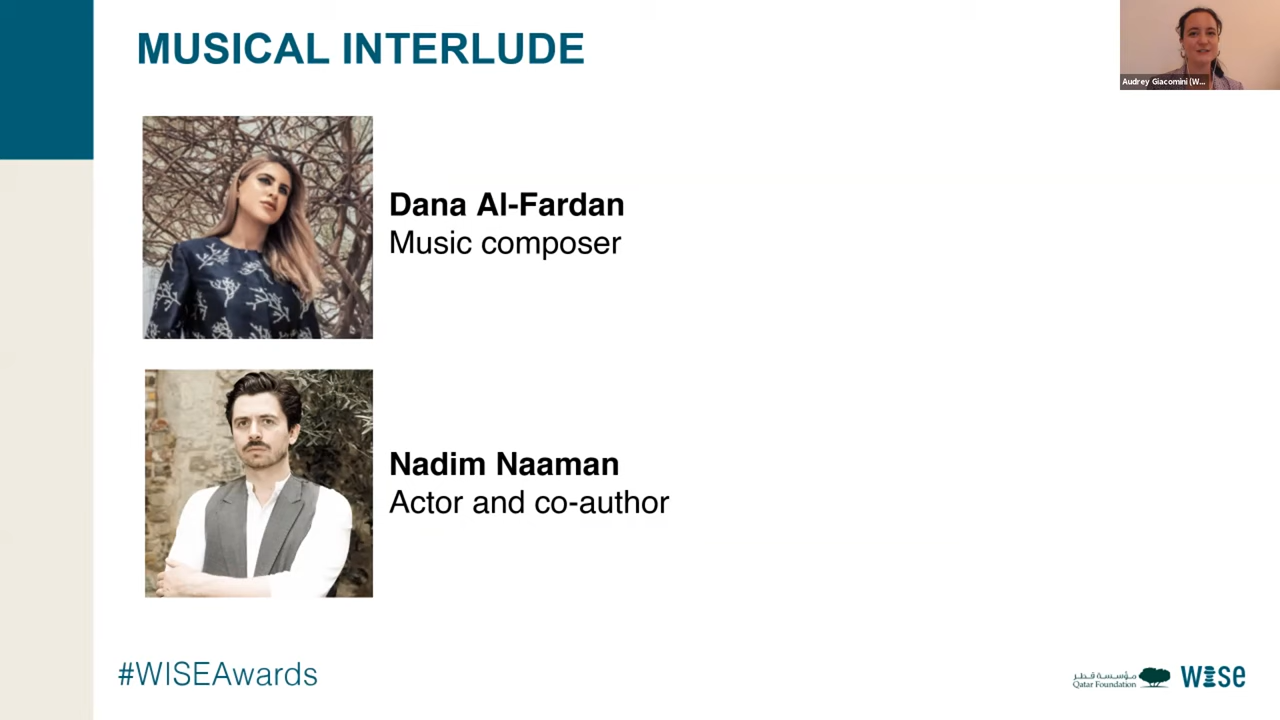 MUSICAL INTERLUDE
Audrey Giacomini (W...
Dana Al-Fardan
Music composer
Nadim Naaman
Actor and co-author
#WISEAwards
مؤسسة قطر
Qatar Foundation
WISE